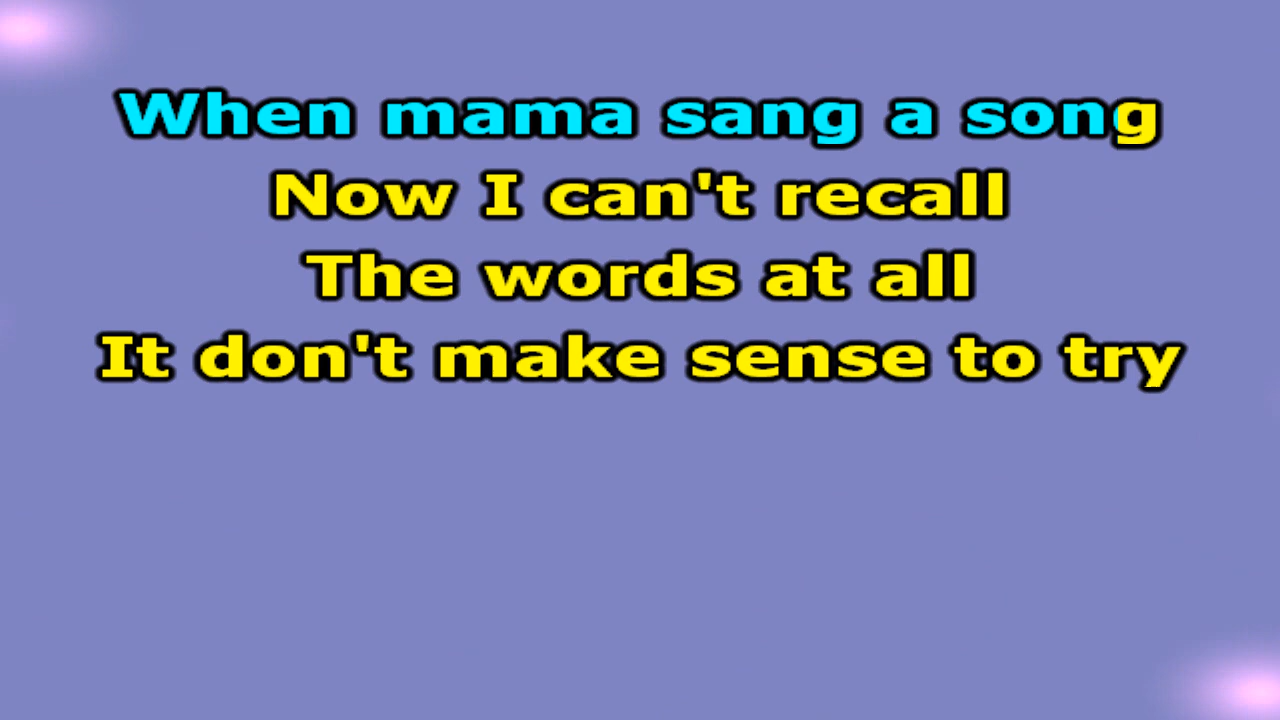 When mama sang a song
Now I can't recall
The words at all
It don't make sense to try